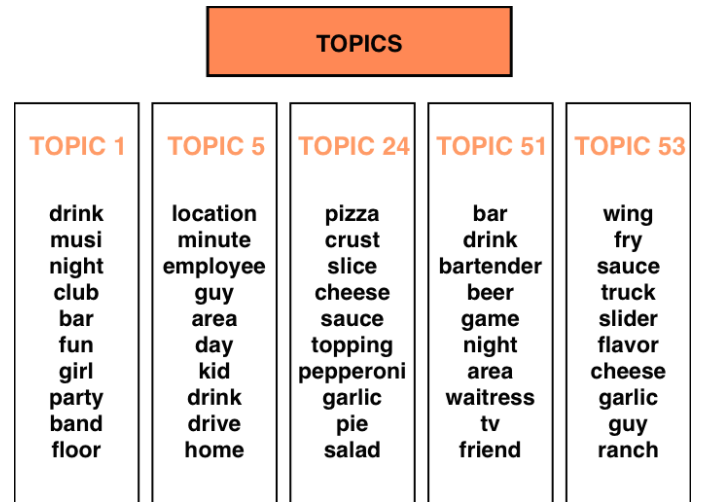 TOPICS
TOPIC 1
drink
musi
night
club
bar
fun
girl
party
band
floor
TOPIC 5
location
minute
employee
guy
area
day
kid
drink
drive
home
TOPIC 24
pizza
crust
slice
cheese
sauce
topping
pepperoni
garlic
pie
salad
TOPIC 51
bar
drink
bartender
beer
game
night
area
waitress
tv
friend
TOPIC 53
wing
fry
sauce
truck
slider
flavor
cheese
garlic
guy
ranch